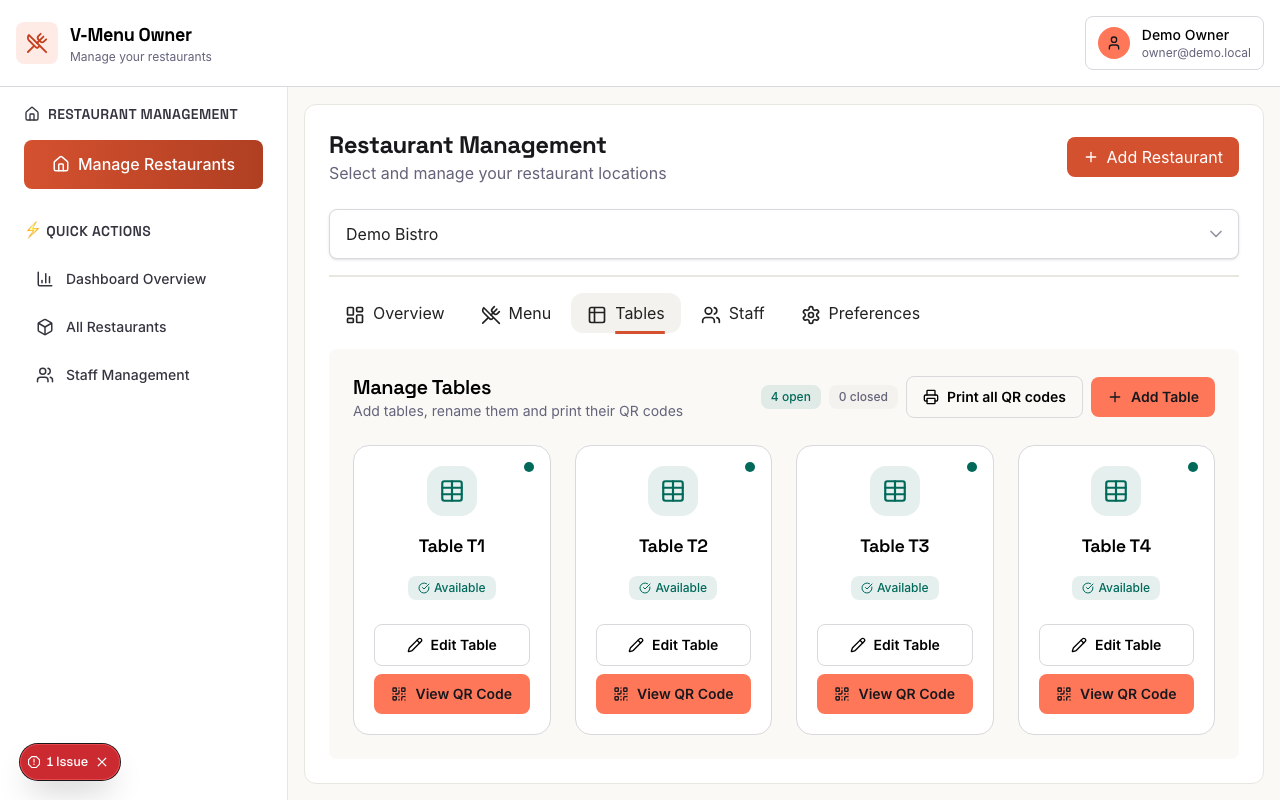 V-Menu Owner
Manage your restaurants
Demo Owner
owner@demo.local
RESTAURANT MANAGEMENT
Manage Restaurants
QUICK ACTIONS
Dashboard Overview
All Restaurants
Staff Management
1 Issue
Restaurant Management
Select and manage your restaurant locations
Add Restaurant
Demo Bistro
Overview Menu Tables Staff Preferences
Manage Tables
Add tables, rename them and print their QR codes
4 open 0 closed Print all QR codes Add Table
Table T1 Table T2 Table T3 Table T4
Available Available Available Available
Edit Table Edit Table Edit Table Edit Table
View QR Code View QR Code View QR Code View QR Code